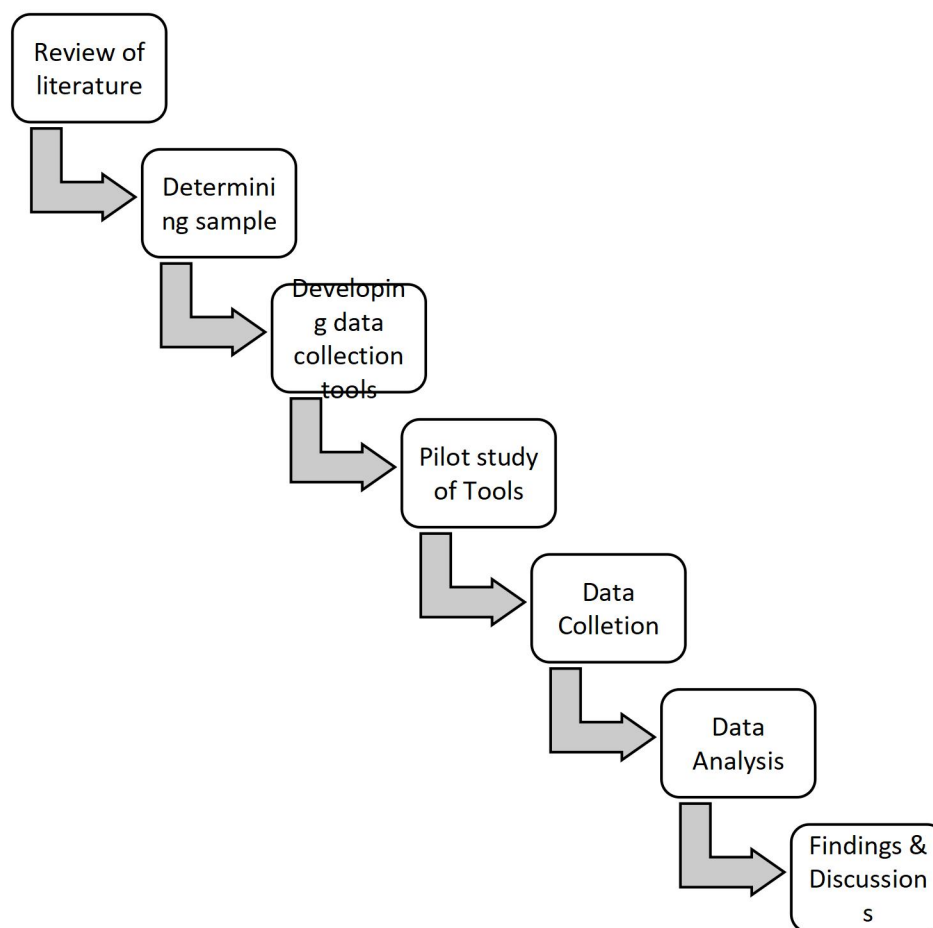 Review of
literature
Determini
ng sample
Developin
g data
collection
tools
Pilot study
of Tools
Data
Colletion
Data
Analysis
Findings &
Discussion
s